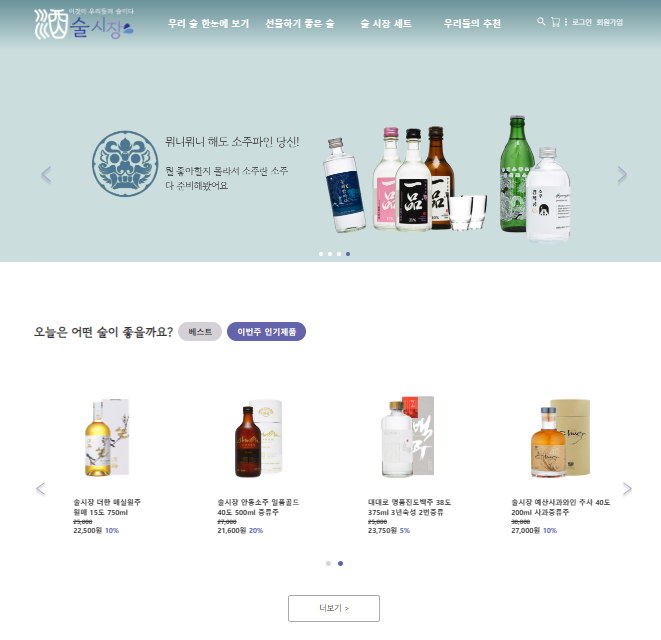 이것이 우리들의 술이다
술시장
우리 술 한눈에 보기
선물하기 좋은 술
술 시장 세트
우리들의 추천
로그인
회원가입
뭐니뭐니 해도 소주파인 당신!
뭘 좋아할지 몰라서 소주란 소주
다 준비해봤어요
오늘은 어떤 술이 좋을까요?
베스트
이번주 인기제품
술시장 더한 매실원주
원매 15도 750ml
25,000
22,500원 10%
술시장 안동소주 일품골드
40도 500ml 증류주
27,000
21,600원 20%
대대로 명품진도백주 38도
375ml 3년숙성 2번증류
25,000
23,750원 5%
술시장 예산사과와인 추사 40도
200ml 사과증류주
30,000
27,000원 10%
더보기 >